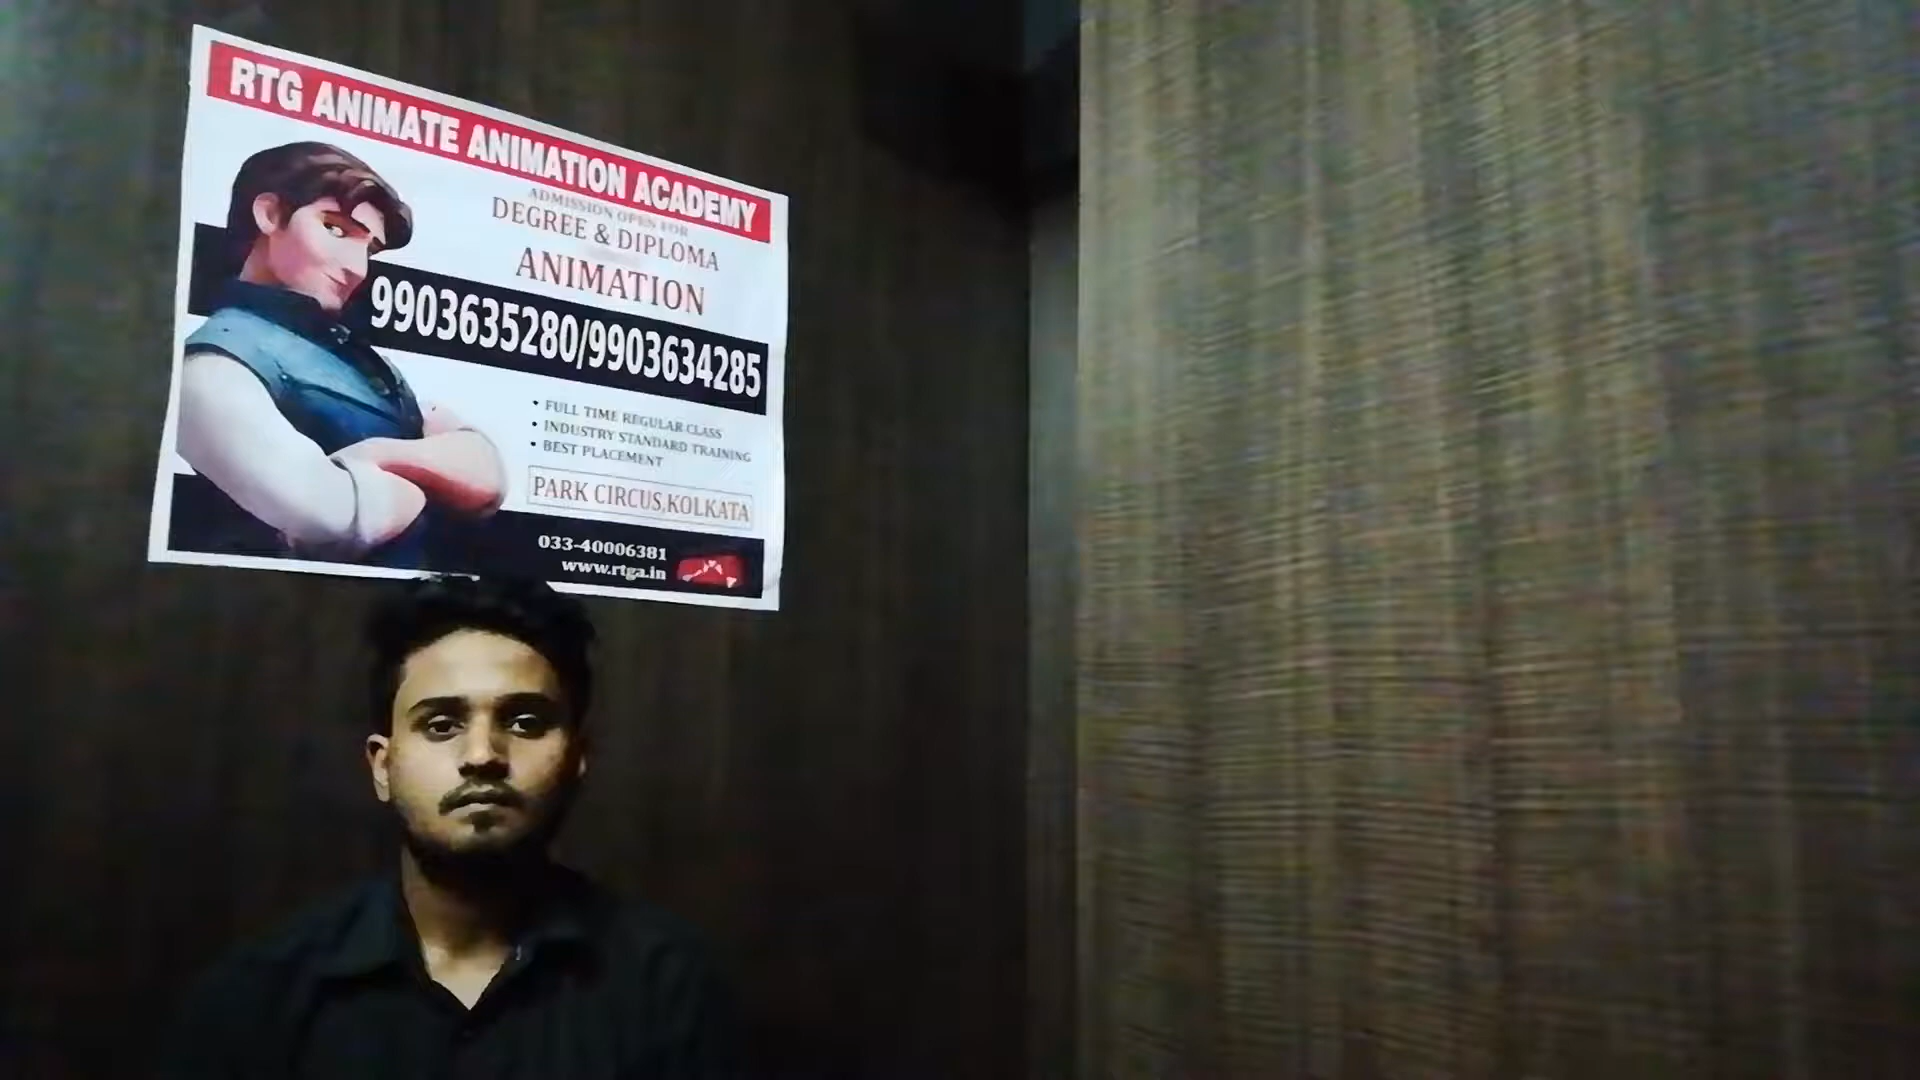 RTG ANIMATE ANIMATION ACADEMY
ADMISSION OPEN FOR
DEGREE & DIPLOMA
ANIMATION
9903635280/9903634285
• FULL TIME REGULAR CLASS
• INDUSTRY STANDARD TRAINING
• BEST PLACEMENT
PARK CIRCUS,KOLKATA
033-40006381
www.rtga.in